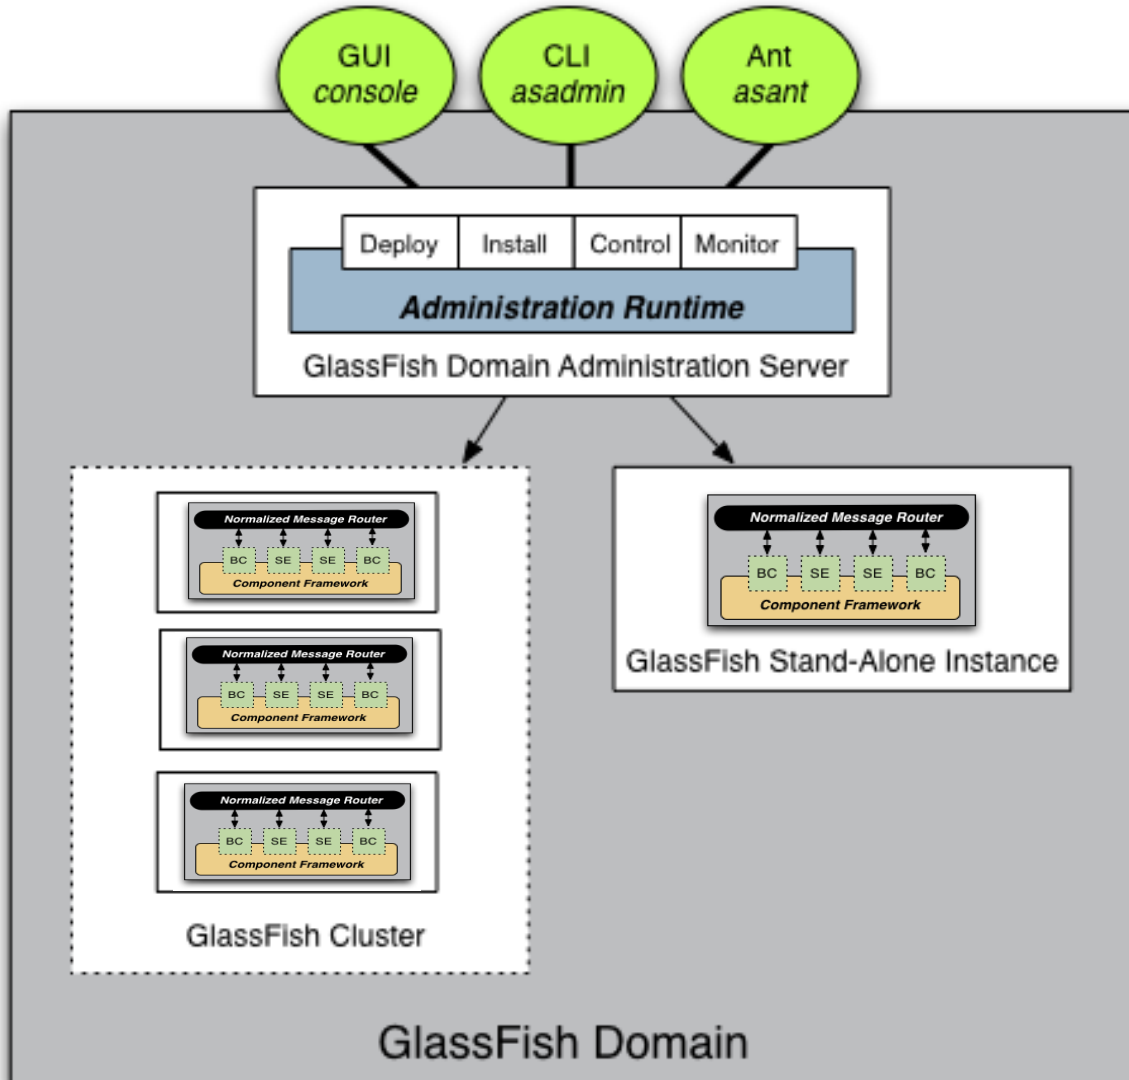 GUI
console
CLI
asadmin
Ant
asant
Deploy
Install
Control
Monitor
Administration Runtime
GlassFish Domain Administration Server
Normalized Message Router
BC
SE
SE
BC
Component Framework
Normalized Message Router
BC
SE
SE
BC
Component Framework
Normalized Message Router
BC
SE
SE
BC
Component Framework
GlassFish Cluster
Normalized Message Router
BC
SE
SE
BC
Component Framework
GlassFish Stand-Alone Instance
GlassFish Domain